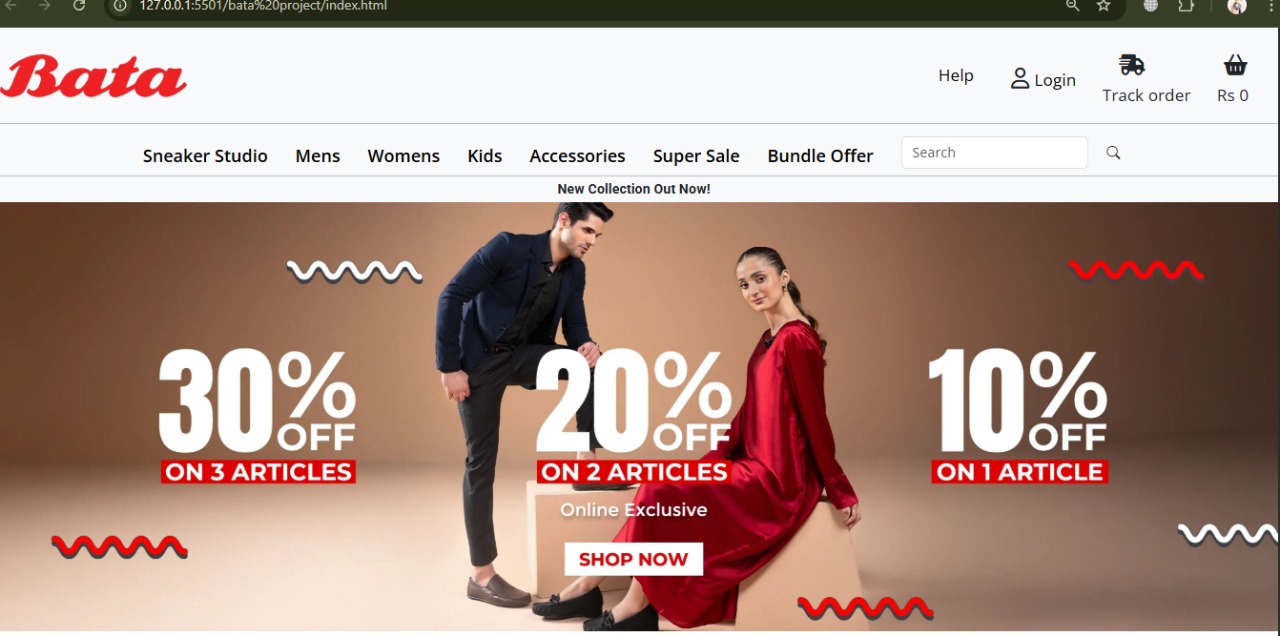 127.0.0.1:5501/bata%20project/index.html
Bata
Help
Login
Track order
Rs 0
Sneaker Studio Mens Womens Kids Accessories Super Sale Bundle Offer Search
New Collection Out Now!
30% OFF
ON 3 ARTICLES
20% OFF
ON 2 ARTICLES
Online Exclusive
SHOP NOW
10% OFF
ON 1 ARTICLE